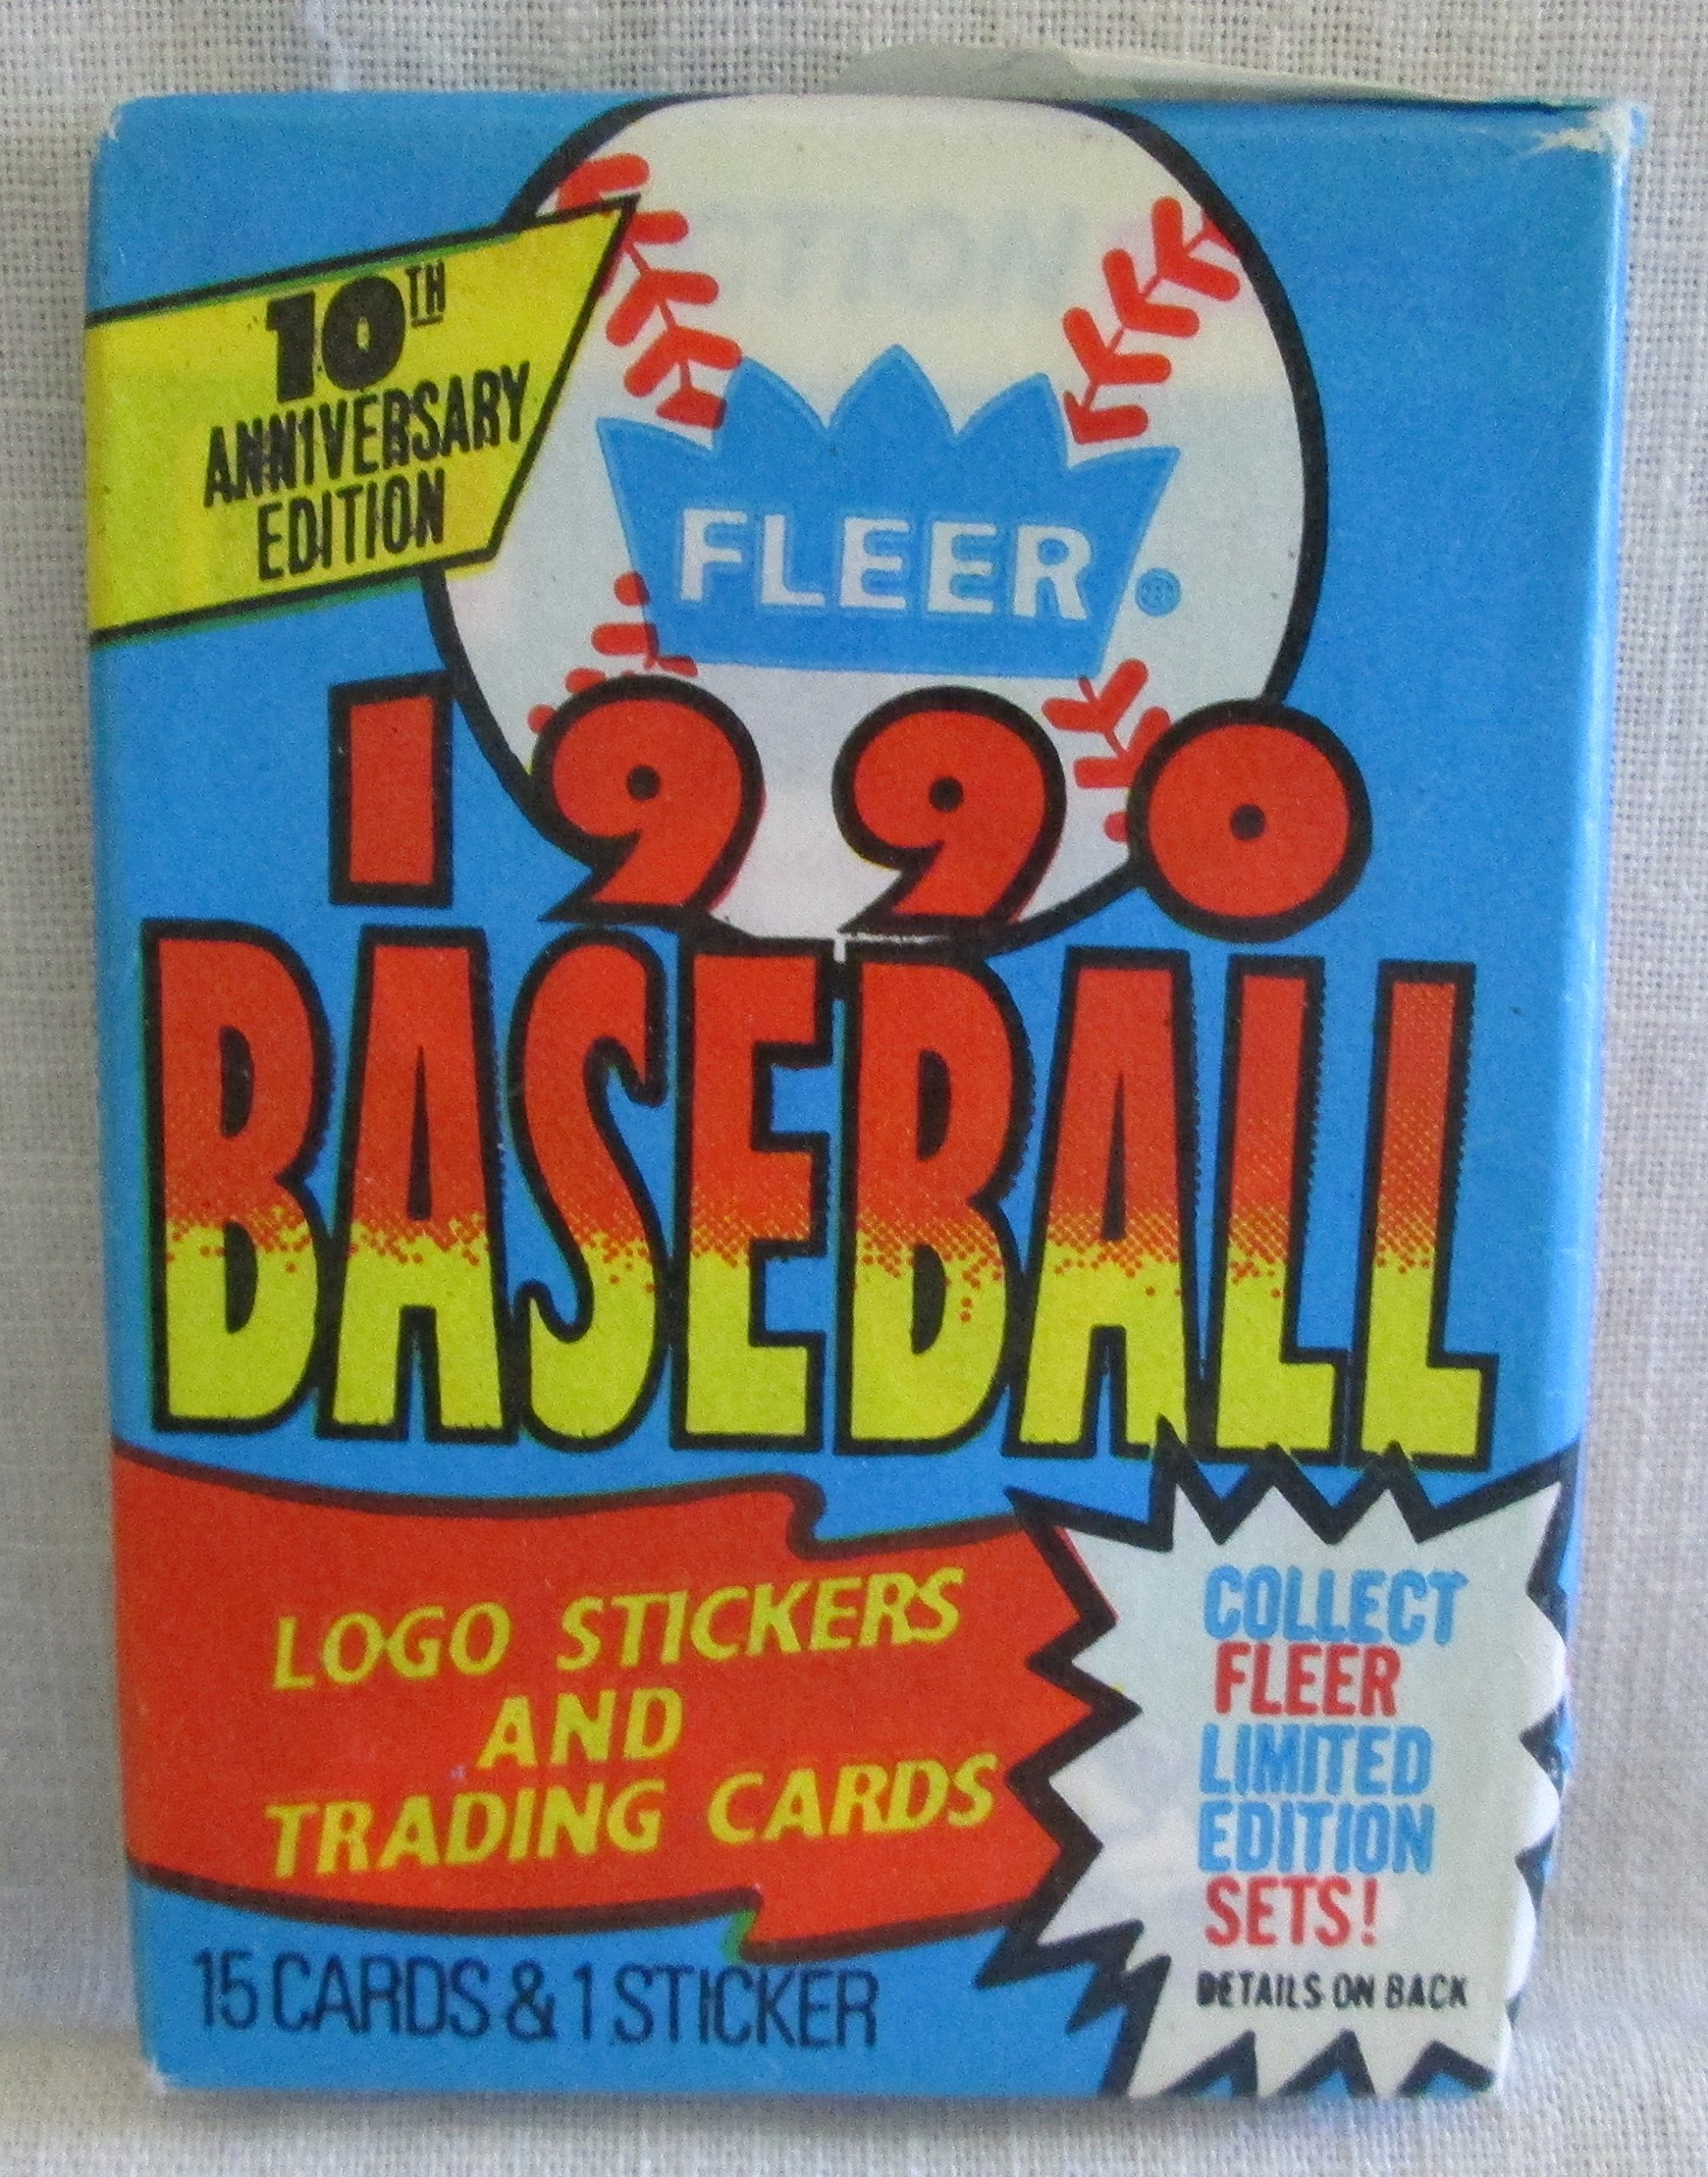 10TH
ANNIVERSARY
EDITION
FLEER®
1990
BASEBALL
LOGO STICKERS
AND
TRADING CARDS
15 CARDS & 1 STICKER
COLLECT
FLEER
LIMITED
EDITION
SETS!
DETAILS ON BACK